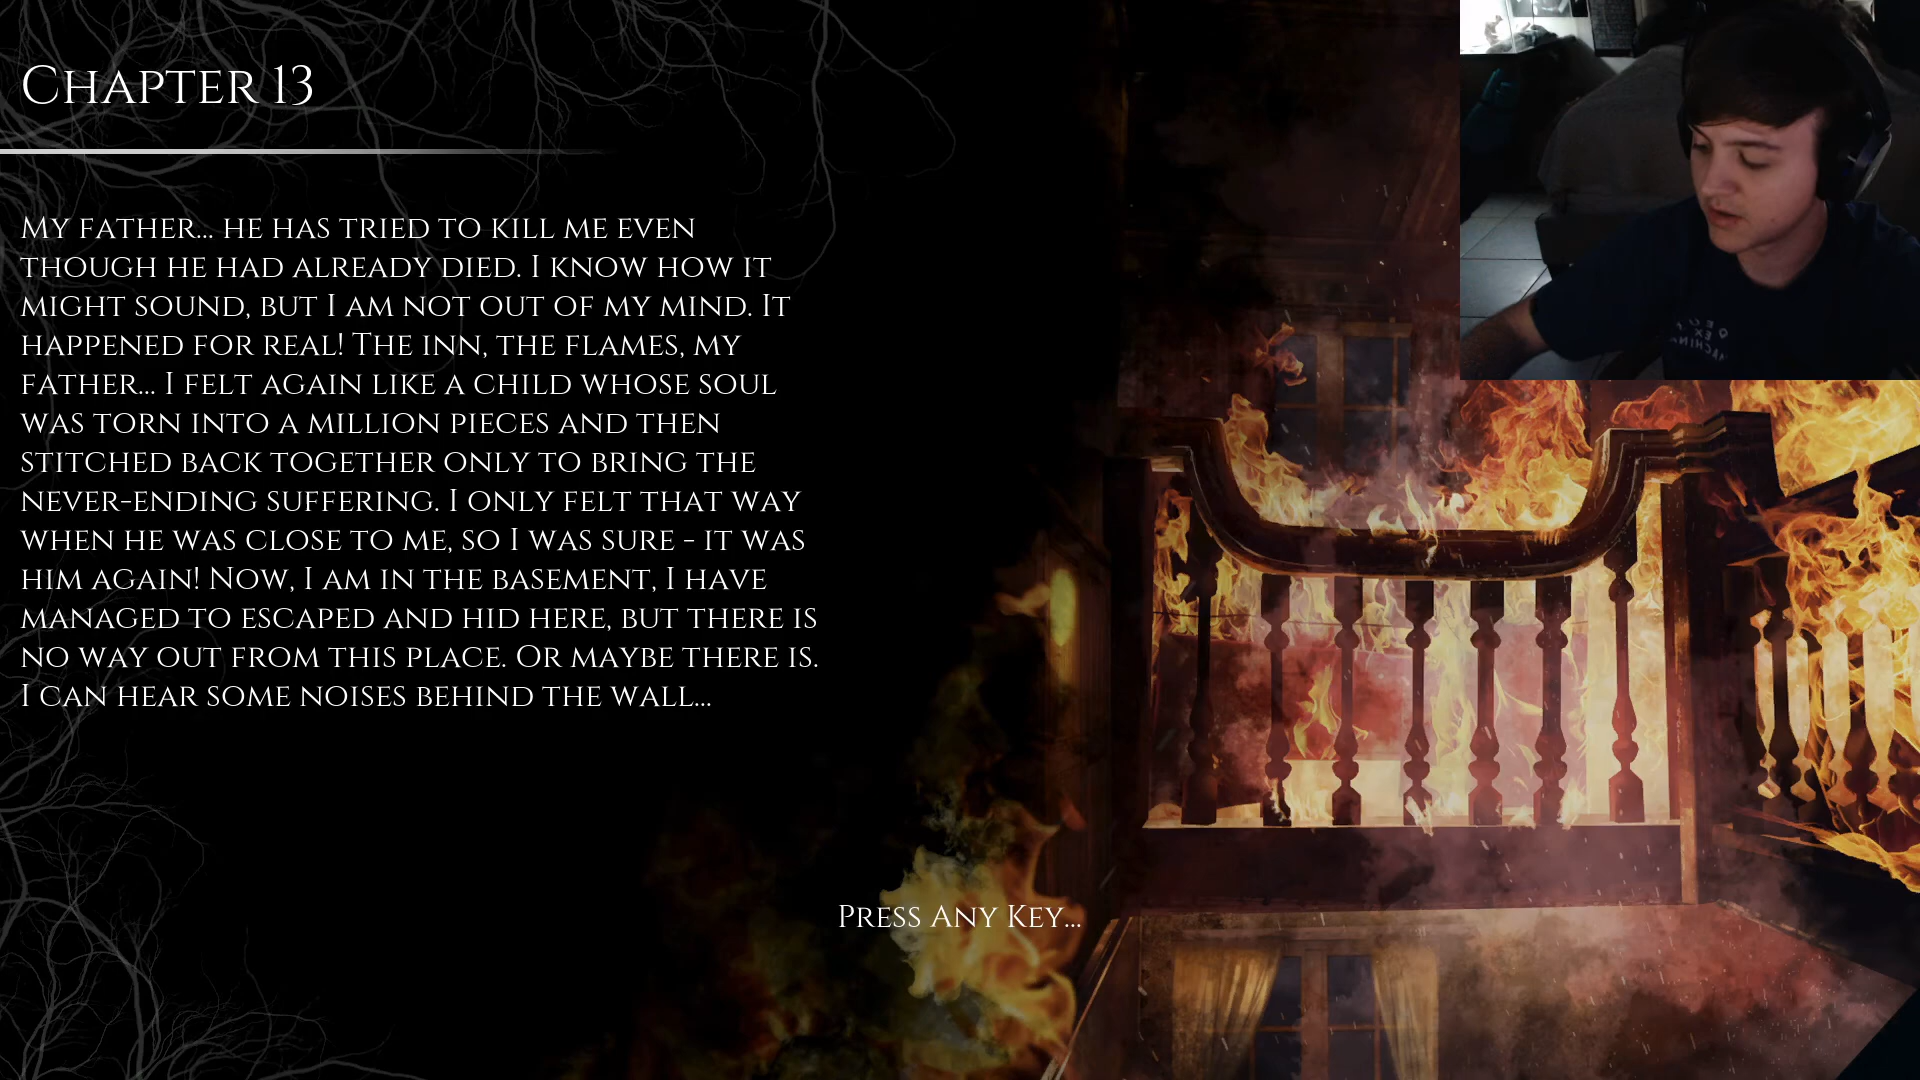 Chapter 13
My father... he has tried to kill me even
though he had already died. I know how it
might sound, but I am not out of my mind. It
happened for real! The inn, the flames, my
father... I felt again like a child whose soul
was torn into a million pieces and then
stitched back together only to bring the
never-ending suffering. I only felt that way
when he was close to me, so I was sure - it was
him again! Now, I am in the basement, I have
managed to escaped and hid here, but there is
no way out from this place. Or maybe there is.
I can hear some noises behind the wall...
Press Any Key...